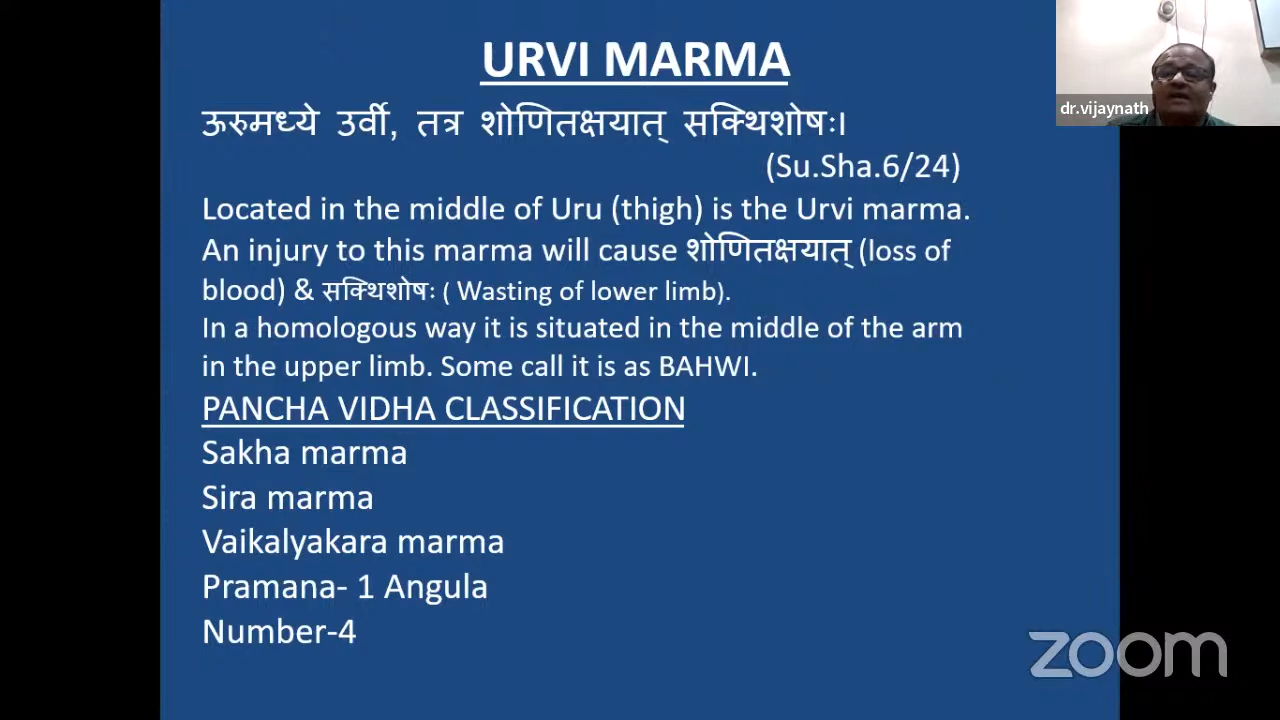 URVI MARMA
dr.vijaynath
ऊरुमध्ये उर्वी, तत्र शोणितक्षयात् सक्थिशोषः।
(Su.Sha.6/24)
Located in the middle of Uru (thigh) is the Urvi marma.
An injury to this marma will cause शोणितक्षयात् (loss of
blood) & सक्थिशोषः ( Wasting of lower limb).
In a homologous way it is situated in the middle of the arm
in the upper limb. Some call it is as BAHWI.
PANCHA VIDHA CLASSIFICATION
Sakha marma
Sira marma
Vaikalyakara marma
Pramana- 1 Angula
Number-4
zoom